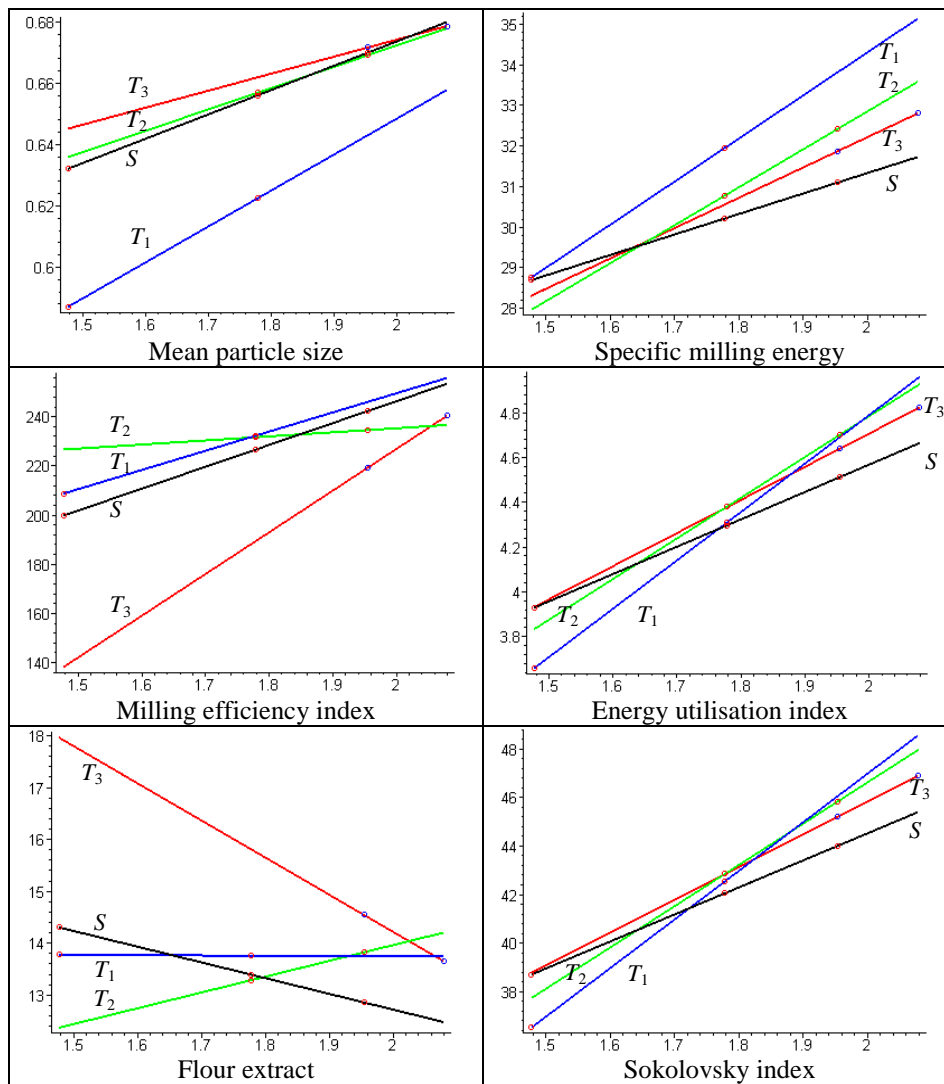 0.68
0.66
0.64
0.62
0.6
T3
T2
S
T1
1.5 1.6 1.7 1.8 1.9 2
Mean particle size
35
34
33
32
31
30
29
28
T1
T2
T3
S
1.5 1.6 1.7 1.8 1.9 2
Specific milling energy
240
220
200
180
160
140
T2
T1
S
T3
1.5 1.6 1.7 1.8 1.9 2
Milling efficiency index
4.8
4.6
4.4
4.2
4
3.8
T3
S
T2
T1
1.5 1.6 1.7 1.8 1.9 2
Energy utilisation index
18
17
16
15
14
13
T3
S
T1
T2
1.5 1.6 1.7 1.8 1.9 2
Flour extract
48
46
44
42
40
38
T3
S
T2
T1
1.5 1.6 1.7 1.8 1.9 2
Sokolovsky index